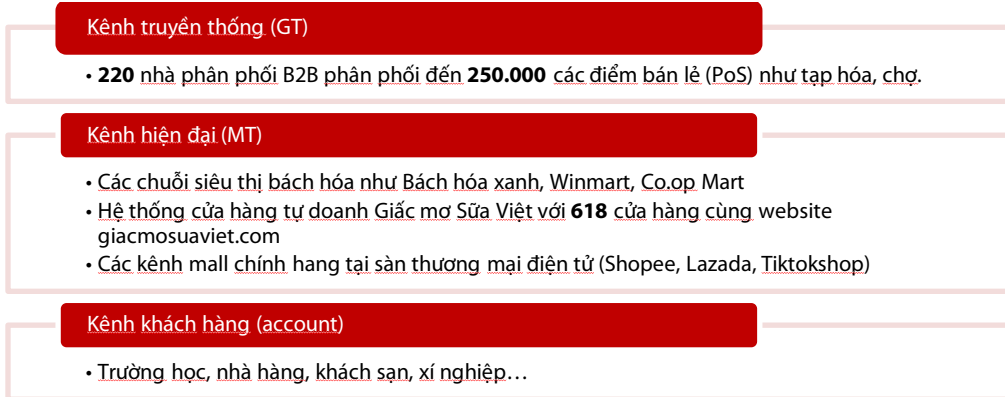 Kênh truyền thống (GT)
• 220 nhà phân phối B2B phân phối đến 250.000 các điểm bán lẻ (PoS) như tạp hóa, chợ.
Kênh hiện đại (MT)
• Các chuỗi siêu thị bách hóa như Bách hóa xanh, Winmart, Co.op Mart
• Hệ thống cửa hàng tự doanh Giấc mơ Sữa Việt với 618 cửa hàng cùng website
giacmosuaviet.com
• Các kênh mall chính hang tại sàn thương mại điện tử (Shopee, Lazada, Tiktokshop)
Kênh khách hàng (account)
• Trường học, nhà hàng, khách sạn, xí nghiệp…